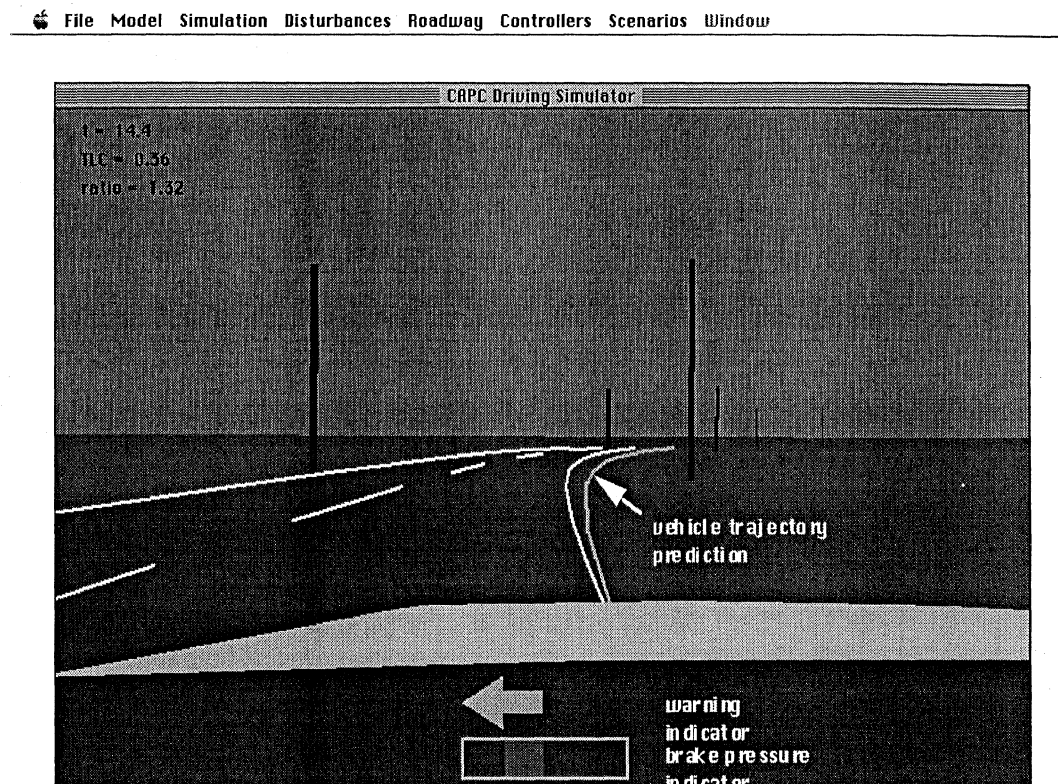 File Model Simulation Disturbances Roadway Controllers Scenarios Window
CAPC Driving Simulator
t = 14.4
TLC = 0.36
ratio = 1.32
vehicle trajectory
prediction
warning
indicator
brake pressure
indicator